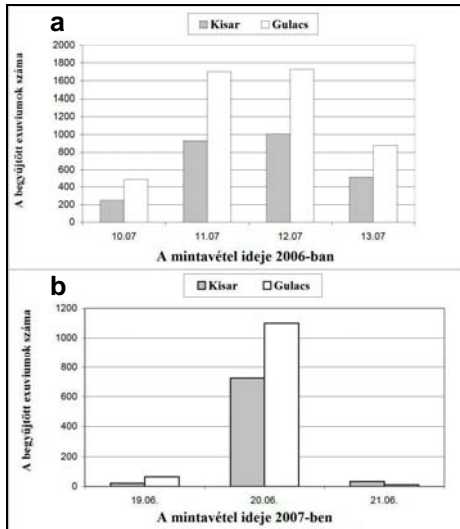 a
Kisar Gulacs
A begyűjtött exuviumok száma
2000
1800
1600
1400
1200
1000
800
600
400
200
0
10.07 11.07 12.07 13.07
A mintavétel ideje 2006-ban
b
Kisar Gulacs
A begyűjtött exuviumok száma
1200
1000
800
600
400
200
0
19.06. 20.06. 21.06.
A mintavétel ideje 2007-ben